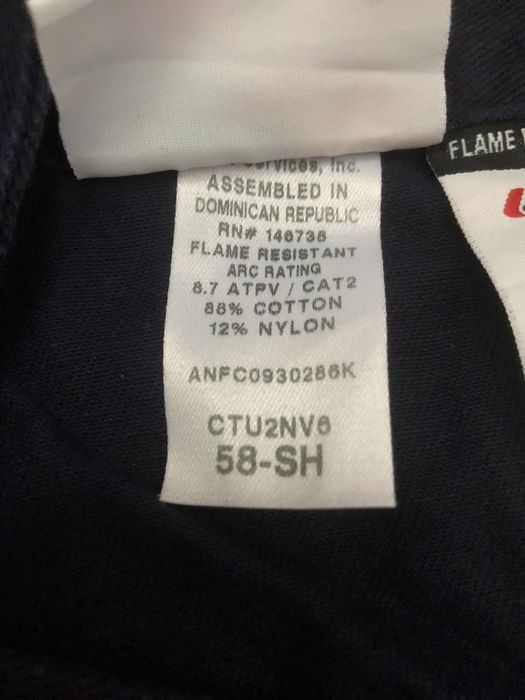 Services, Inc.
ASSEMBLED IN
DOMINICAN REPUBLIC
RN# 146735
FLAME RESISTANT
ARC RATING
8.7 ATPV / CAT2
88% COTTON
12% NYLON
ANFC0930286K
CTU2NV6
58-SH
FLAME